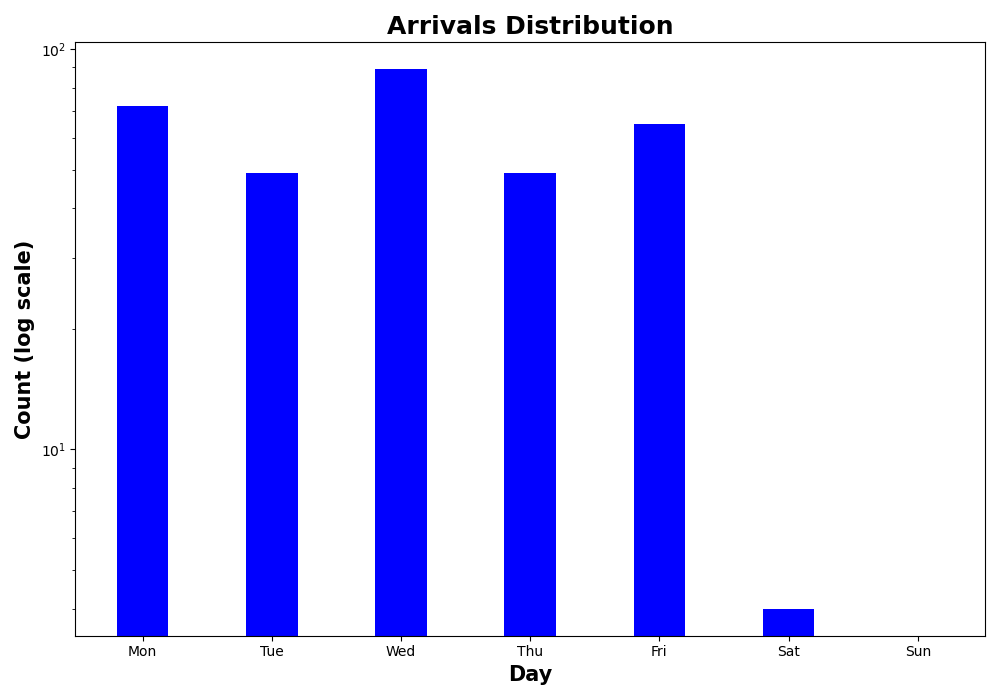 Arrivals Distribution
10²
10¹
Count (log scale)
Mon Tue Wed Thu Fri Sat Sun
Day